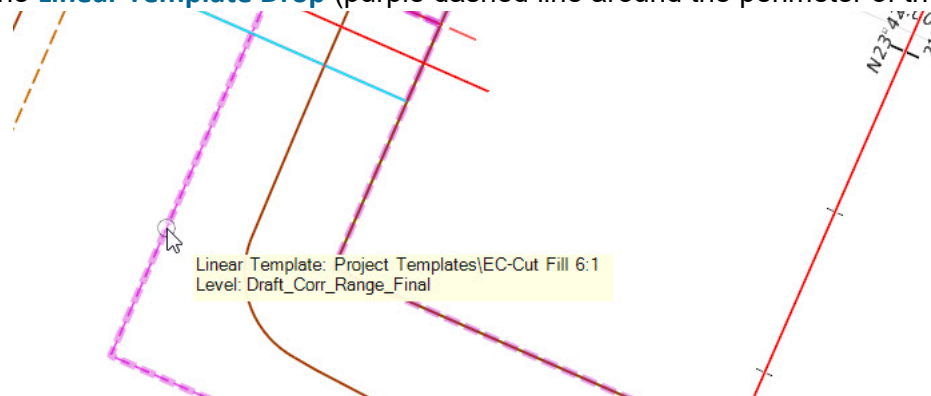 Linear Template Drop (purple dashed line around the perimeter of th
Linear Template: Project Templates\EC-Cut Fill 6:1
Level: Draft_Corr_Range_Final